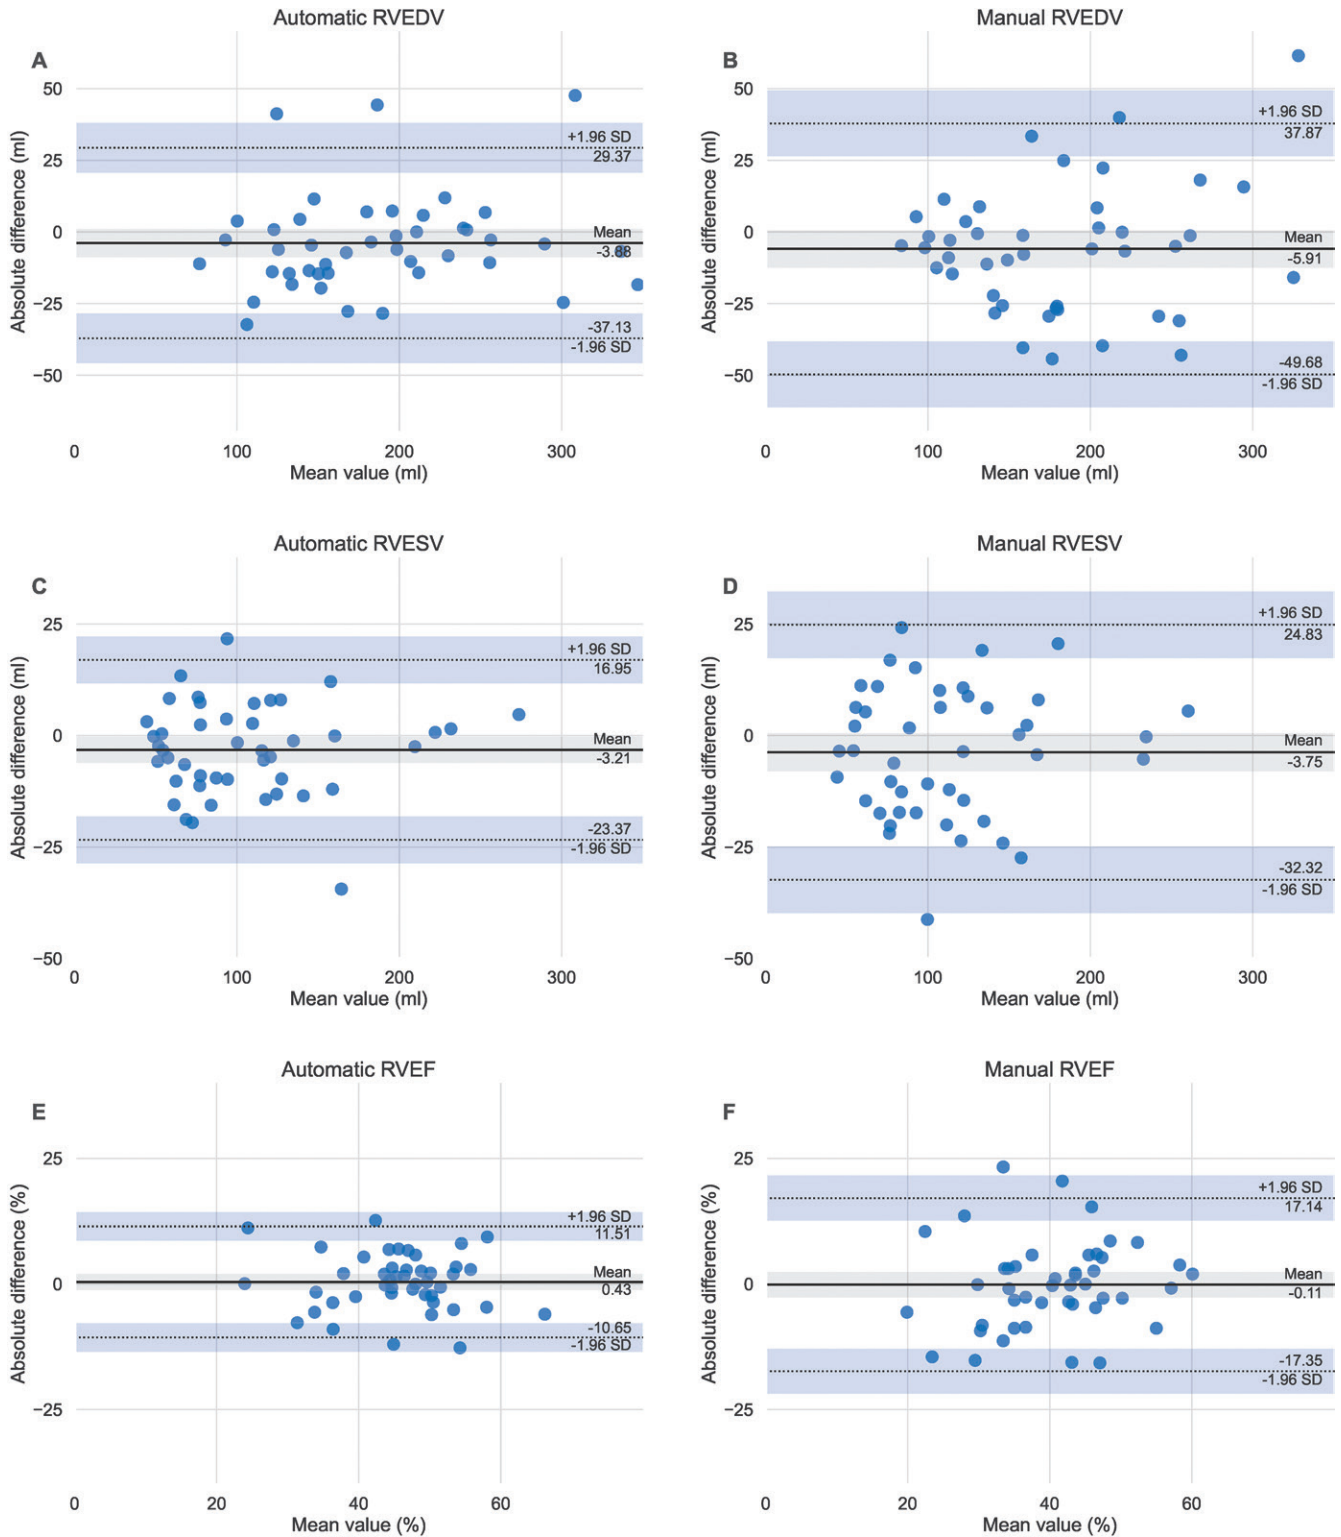 Automatic RVEDV
A
Absolute difference (ml)
50
25
0
−25
−50
+1.96 SD
29.37
Mean
-3.88
-37.13
-1.96 SD
0
100
200
300
Mean value (ml)
Manual RVEDV
B
Absolute difference (ml)
50
25
0
−25
−50
+1.96 SD
37.87
Mean
-5.91
-49.68
-1.96 SD
0
100
200
300
Mean value (ml)
Automatic RVESV
C
Absolute difference (ml)
25
0
−25
−50
+1.96 SD
16.95
Mean
-3.21
-23.37
-1.96 SD
0
100
200
300
Mean value (ml)
Manual RVESV
D
Absolute difference (ml)
25
0
−25
−50
+1.96 SD
24.83
Mean
-3.75
-32.32
-1.96 SD
0
100
200
300
Mean value (ml)
Automatic RVEF
E
Absolute difference (%)
25
0
−25
+1.96 SD
11.51
Mean
0.43
-10.65
-1.96 SD
0
20
40
60
Mean value (%)
Manual RVEF
F
Absolute difference (%)
25
0
−25
+1.96 SD
17.14
Mean
-0.11
-17.35
-1.96 SD
0
20
40
60
Mean value (%)